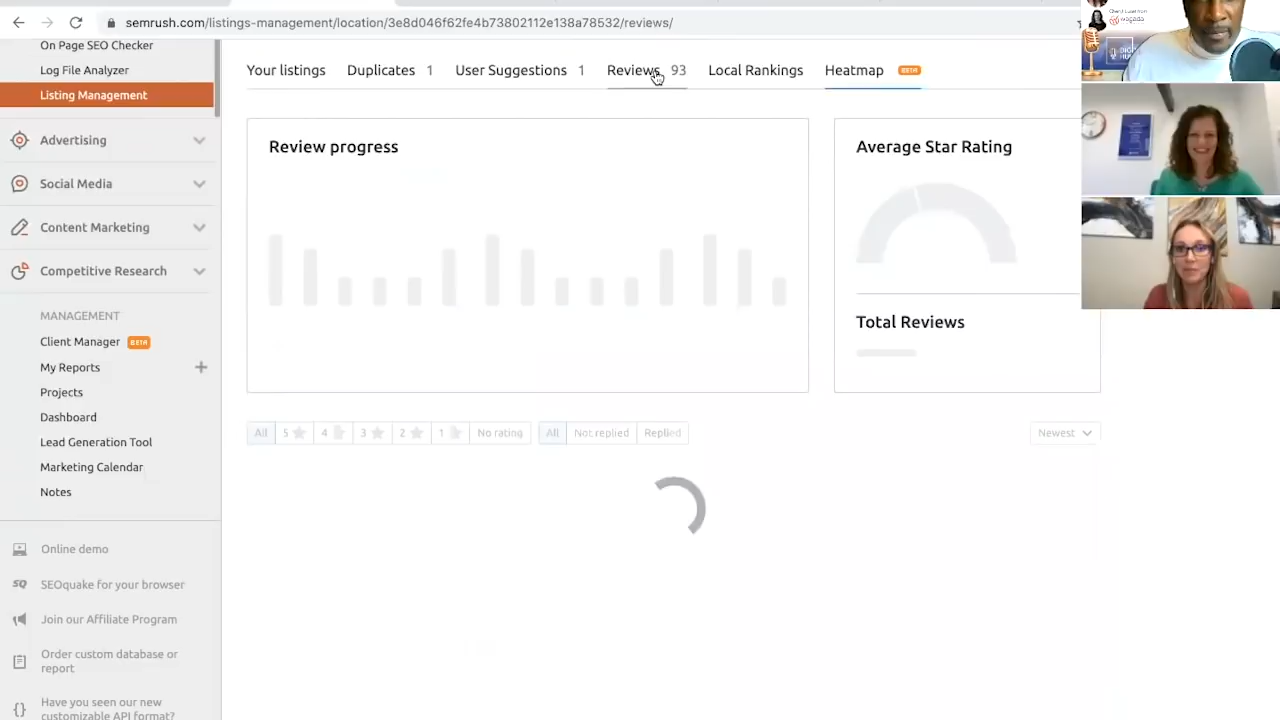 semrush.com/listings-management/location/3e8d046f62fe4b73802112e138a78532/reviews/
On Page SEO Checker
Log File Analyzer
Listing Management
Advertising
Social Media
Content Marketing
Competitive Research
MANAGEMENT
Client Manager BETA
My Reports
Projects
Dashboard
Lead Generation Tool
Marketing Calendar
Notes
Online demo
SEOquake for your browser
Join our Affiliate Program
Order custom database or
report
Have you seen our new
customizable API format?
Your listings Duplicates 1 User Suggestions 1 Reviews 93 Local Rankings Heatmap BETA
Review progress
Average Star Rating
Total Reviews
All 5 4 3 2 1 No rating All Not replied Replied Newest
wagada